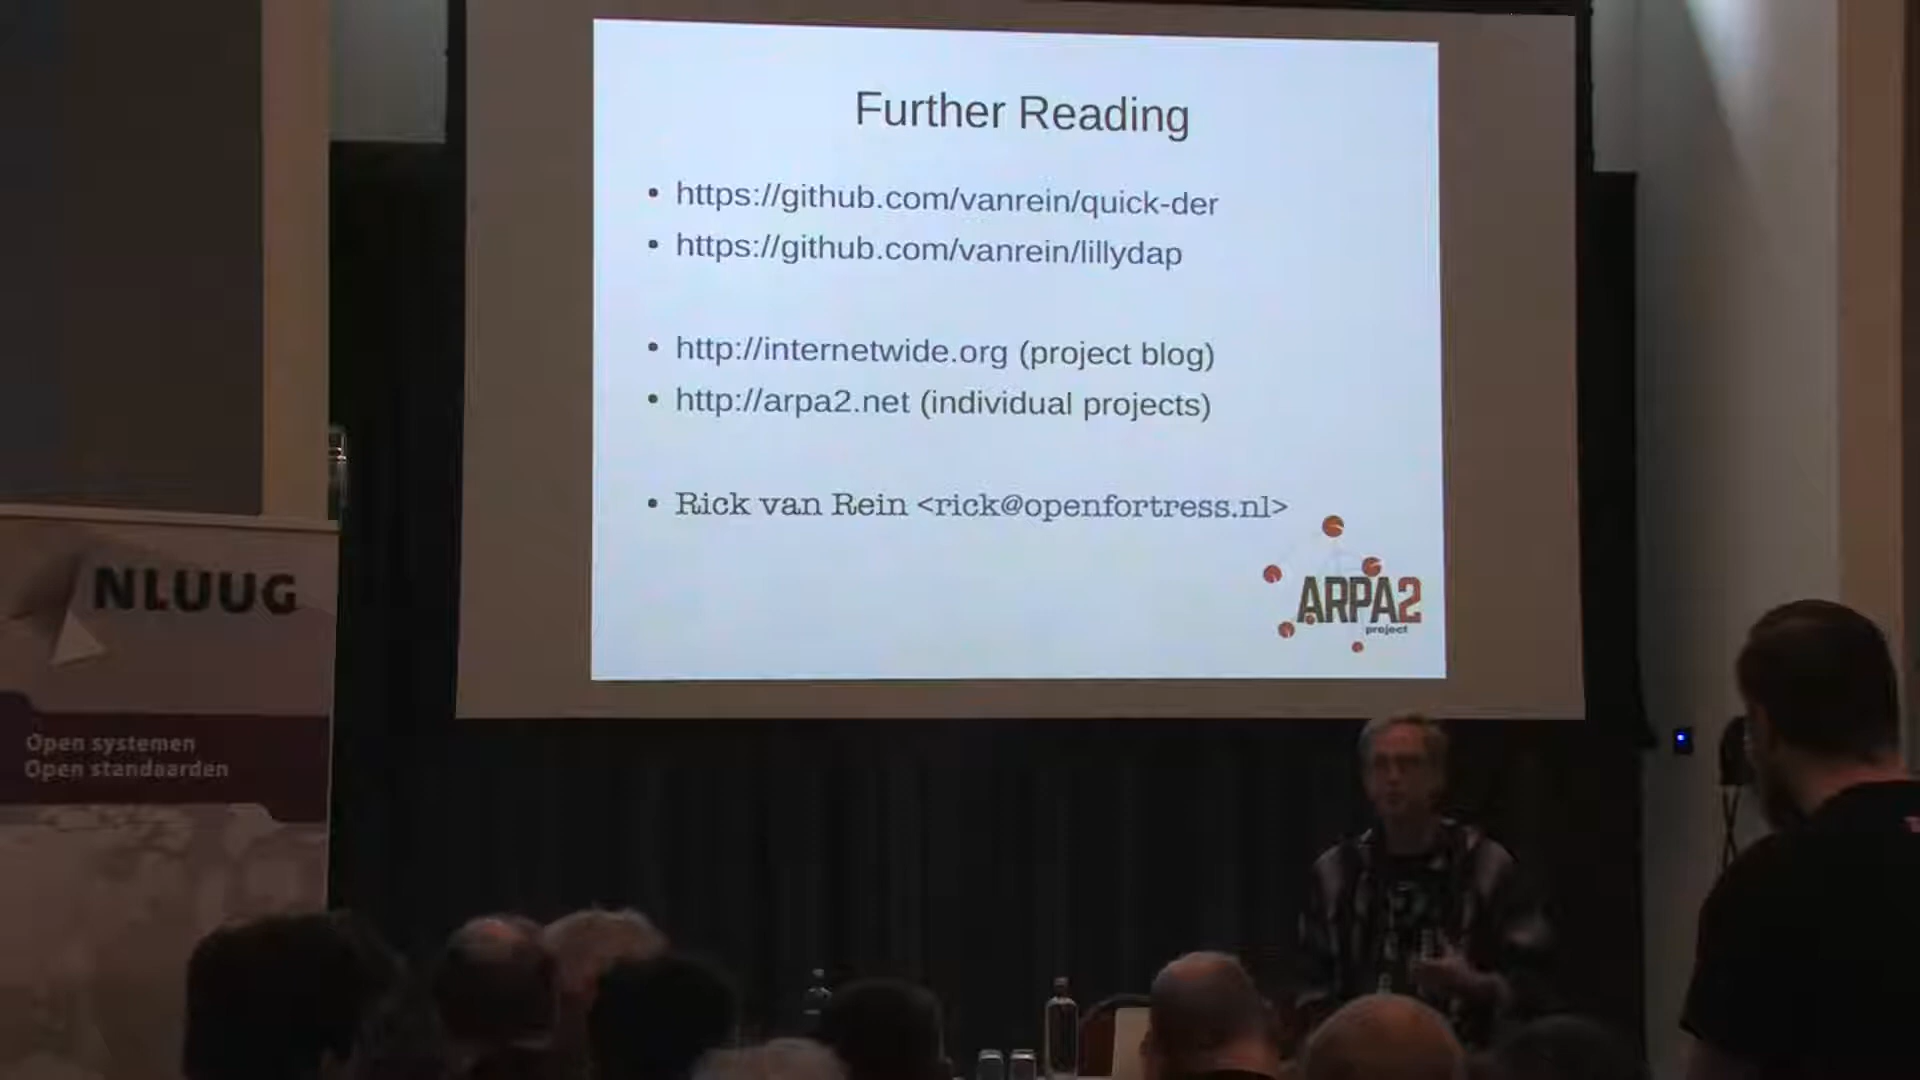 Further Reading
• https://github.com/vanrein/quick-der
• https://github.com/vanrein/lillydap
• http://internetwide.org (project blog)
• http://arpa2.net (individual projects)
• Rick van Rein <rick@openfortress.nl>
ARPA2
project
NLUUG
Open systemen
Open standaarden